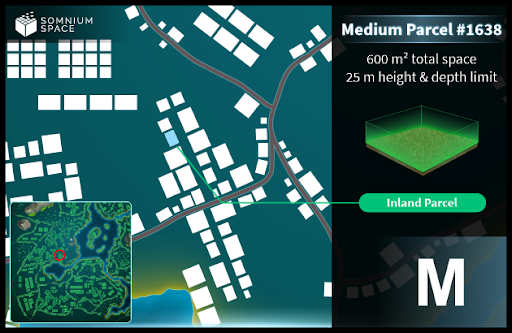 SOMNIUM
SPACE
Medium Parcel #1638
600 m² total space
25 m height & depth limit
Inland Parcel
M